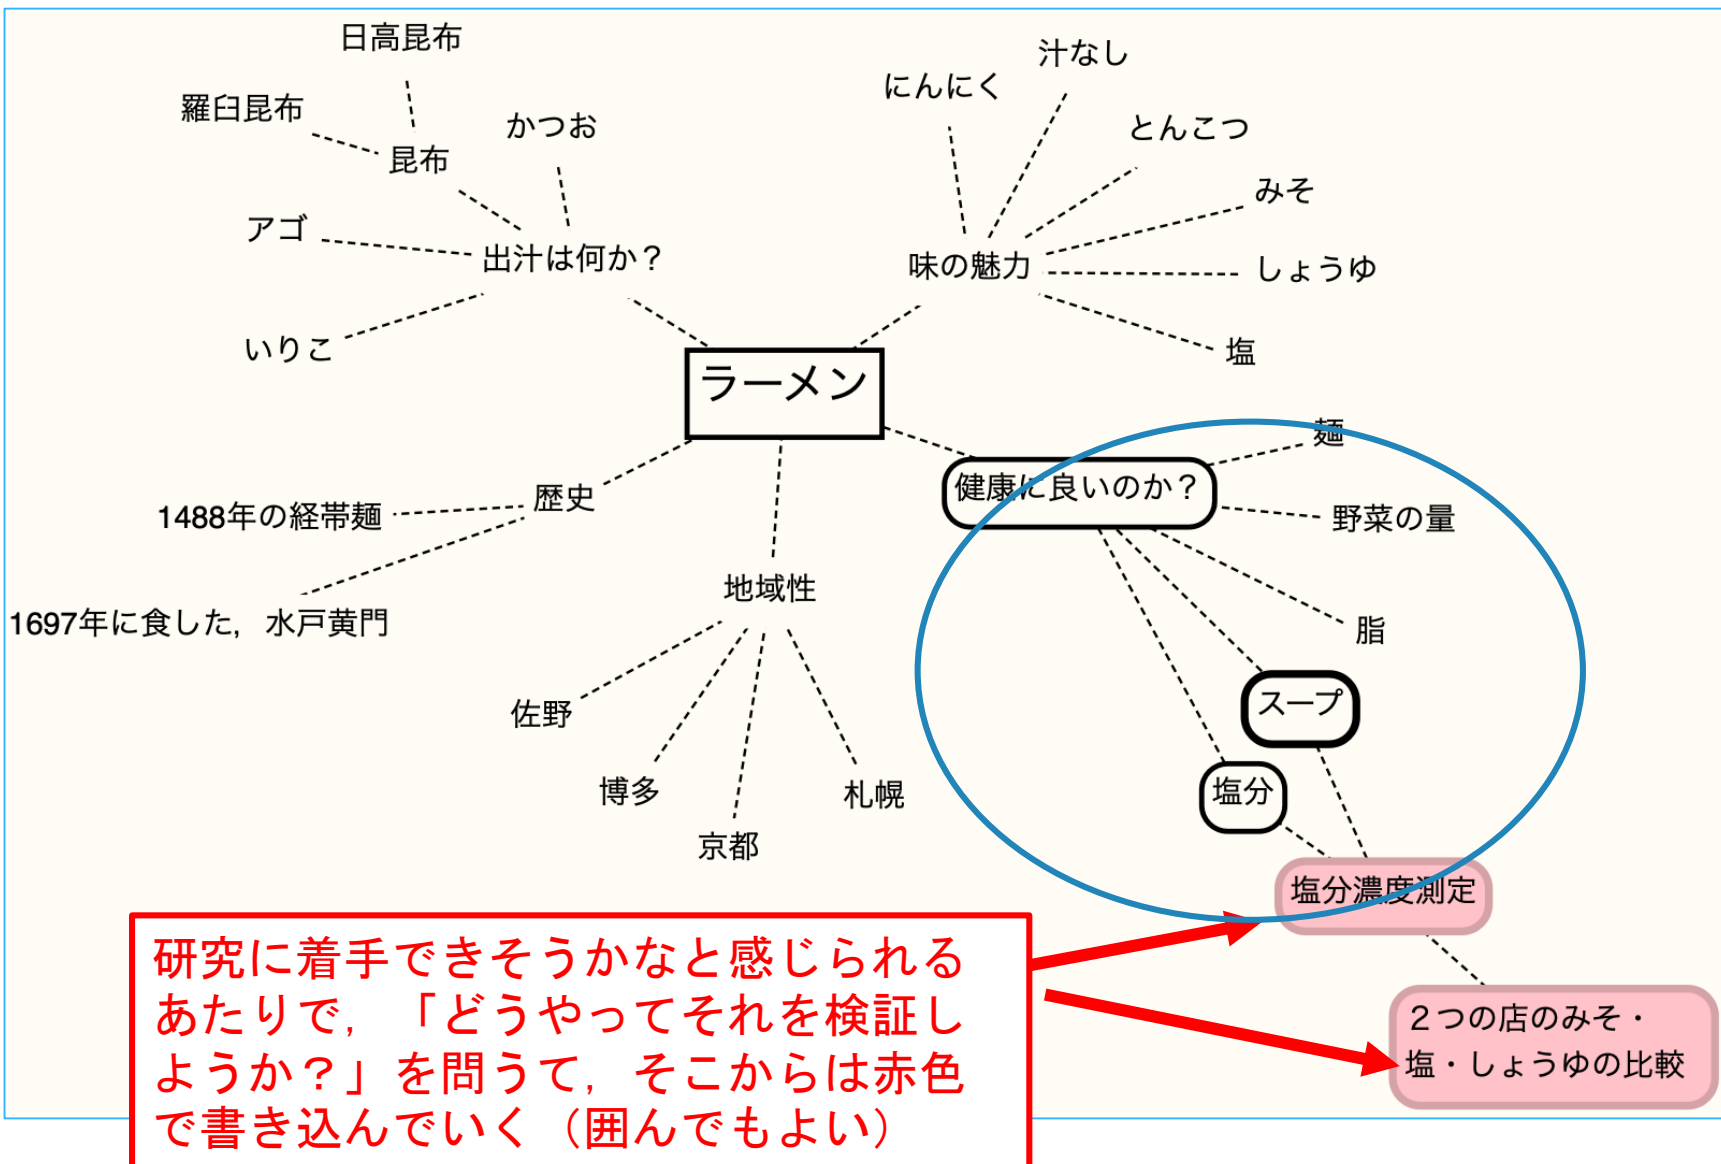 日高昆布
汁なし
にんにく
羅臼昆布
かつお
とんこつ
昆布
みそ
アゴ
出汁は何か？
味の魅力
しょうゆ
いりこ
塩
ラーメン
麺
健康に良いのか？
歴史
1488年の経帯麺
野菜の量
地域性
1697年に食した，水戸黄門
脂
佐野
スープ
博多
札幌
塩分
京都
塩分濃度測定
研究に着手できそうかなと感じられる
あたりで，「どうやってそれを検証し
ようか？」を問うて，そこからは赤色
で書き込んでいく（囲んでもよい）
２つの店のみそ・
塩・しょうゆの比較